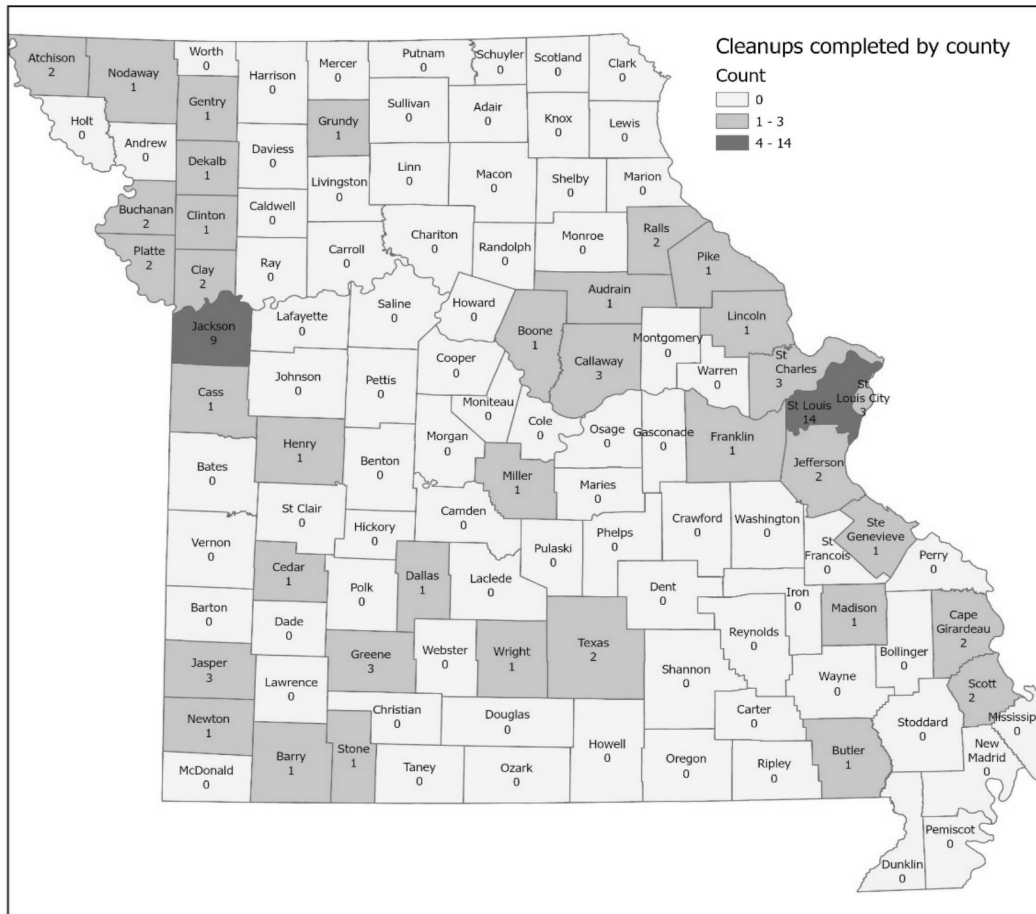 Cleanups completed by county
Count
0
1 - 3
4 - 14
Atchison
2
Nodaway
1
Worth
0
Harrison
0
Mercer
0
Putnam
0
Schuyler
0
Scotland
0
Clark
0
Holt
0
Andrew
0
Gentry
1
Grundy
1
Sullivan
0
Adair
0
Knox
0
Lewis
0
Dekalb
1
Daviess
0
Livingston
0
Linn
0
Macon
0
Shelby
0
Marion
0
Buchanan
2
Clinton
1
Caldwell
0
Chariton
0
Randolph
0
Monroe
0
Ralls
2
Pike
1
Platte
2
Clay
2
Ray
0
Carroll
0
Saline
0
Howard
0
Audrain
1
Lincoln
1
Jackson
9
Lafayette
0
Boone
1
Callaway
3
Montgomery
0
Warren
0
St
Charles
3
St
Louis City
3
St Louis
14
Cass
1
Johnson
0
Pettis
0
Cooper
0
Moniteau
0
Cole
0
Osage
0
Gasconade
0
Franklin
1
Jefferson
2
Bates
0
Henry
1
Benton
0
Morgan
0
Miller
1
Maries
0
St Clair
0
Hickory
0
Camden
0
Pulaski
0
Phelps
0
Crawford
0
Washington
0
St
Francois
0
Ste
Genevieve
1
Perry
0
Vernon
0
Cedar
1
Polk
0
Dallas
1
Laclede
0
Dent
0
Iron
0
Madison
1
Cape
Girardeau
2
Barton
0
Dade
0
Greene
3
Webster
0
Wright
1
Texas
2
Shannon
0
Reynolds
0
Wayne
0
Bollinger
0
Scott
2
Mississip
0
Jasper
3
Lawrence
0
Christian
0
Douglas
0
Howell
0
Carter
0
Stoddard
0
New
Madrid
0
Newton
1
Barry
1
Stone
1
Taney
0
Ozark
0
Oregon
0
Ripley
0
Butler
1
McDonald
0
Dunklin
0
Pemiscot
0